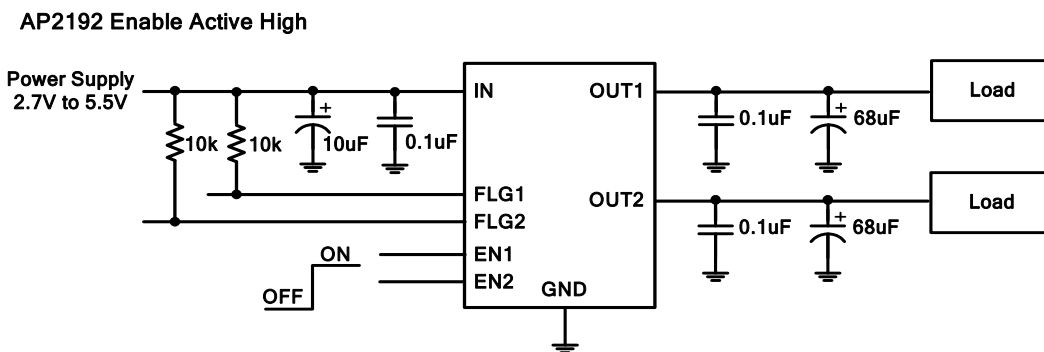 AP2192 Enable Active High
Power Supply
2.7V to 5.5V
10k
10k
+
10uF
0.1uF
IN
FLG1
FLG2
EN1
EN2
GND
OUT1
OUT2
ON
OFF
0.1uF
+
68uF
Load
0.1uF
+
68uF
Load